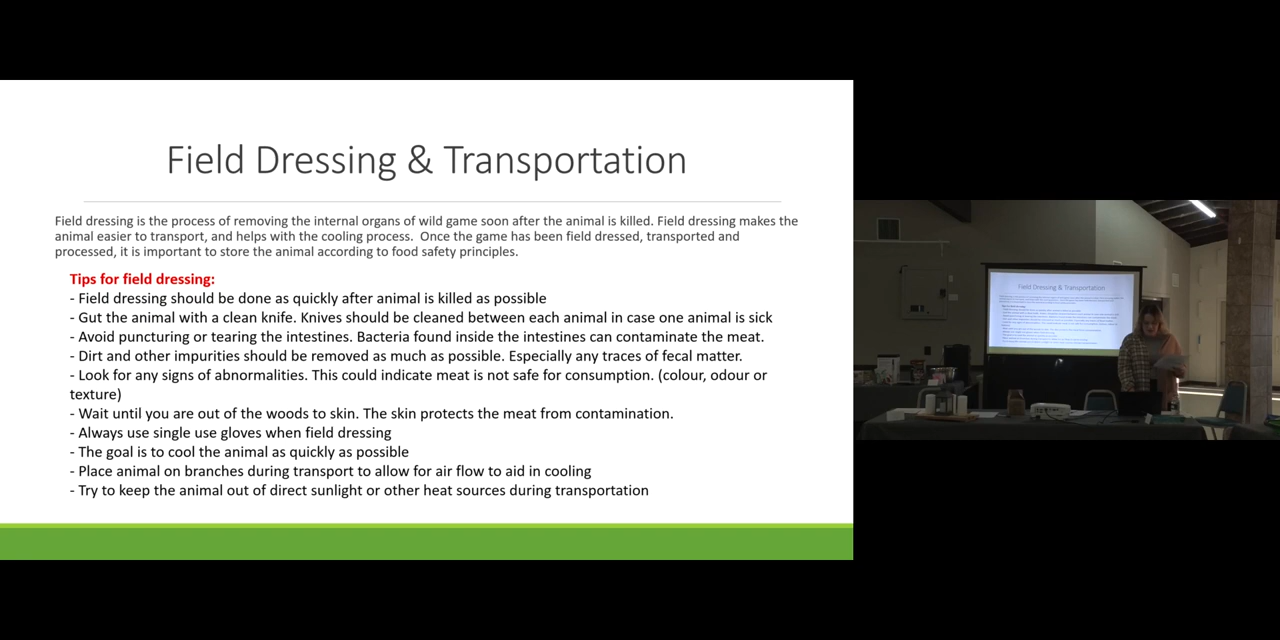 Field Dressing & Transportation
Field dressing is the process of removing the internal organs of wild game soon after the animal is killed. Field dressing makes the
animal easier to transport, and helps with the cooling process.  Once the game has been field dressed, transported and
processed, it is important to store the animal according to food safety principles.
Tips for field dressing:
- Field dressing should be done as quickly after animal is killed as possible
- Gut the animal with a clean knife. Knives should be cleaned between each animal in case one animal is sick
- Avoid puncturing or tearing the intestines. Bacteria found inside the intestines can contaminate the meat.
- Dirt and other impurities should be removed as much as possible. Especially any traces of fecal matter.
- Look for any signs of abnormalities. This could indicate meat is not safe for consumption. (colour, odour or
texture)
- Wait until you are out of the woods to skin. The skin protects the meat from contamination.
- Always use single use gloves when field dressing
- The goal is to cool the animal as quickly as possible
- Place animal on branches during transport to allow for air flow to aid in cooling
- Try to keep the animal out of direct sunlight or other heat sources during transportation
Field Dressing & Transportation